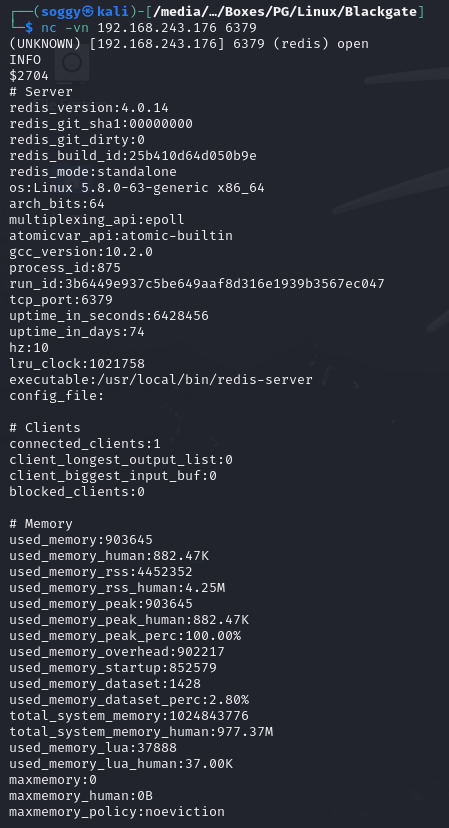 ┌──(soggy㉿kali)-[/media/…/Boxes/PG/Linux/Blackgate]
└─$ nc -vn 192.168.243.176 6379
(UNKNOWN) [192.168.243.176] 6379 (redis) open
INFO
$2704
# Server
redis_version:4.0.14
redis_git_sha1:00000000
redis_git_dirty:0
redis_build_id:25b410d64d050b9e
redis_mode:standalone
os:Linux 5.8.0-63-generic x86_64
arch_bits:64
multiplexing_api:epoll
atomicvar_api:atomic-builtin
gcc_version:10.2.0
process_id:875
run_id:3b6449e937c5be649aaf8d316e1939b3567ec047
tcp_port:6379
uptime_in_seconds:6428456
uptime_in_days:74
hz:10
lru_clock:1021758
executable:/usr/local/bin/redis-server
config_file:

# Clients
connected_clients:1
client_longest_output_list:0
client_biggest_input_buf:0
blocked_clients:0

# Memory
used_memory:903645
used_memory_human:882.47K
used_memory_rss:4452352
used_memory_rss_human:4.25M
used_memory_peak:903645
used_memory_peak_human:882.47K
used_memory_peak_perc:100.00%
used_memory_overhead:902217
used_memory_startup:852579
used_memory_dataset:1428
used_memory_dataset_perc:2.80%
total_system_memory:1024843776
total_system_memory_human:977.37M
used_memory_lua:37888
used_memory_lua_human:37.00K
maxmemory:0
maxmemory_human:0B
maxmemory_policy:noeviction